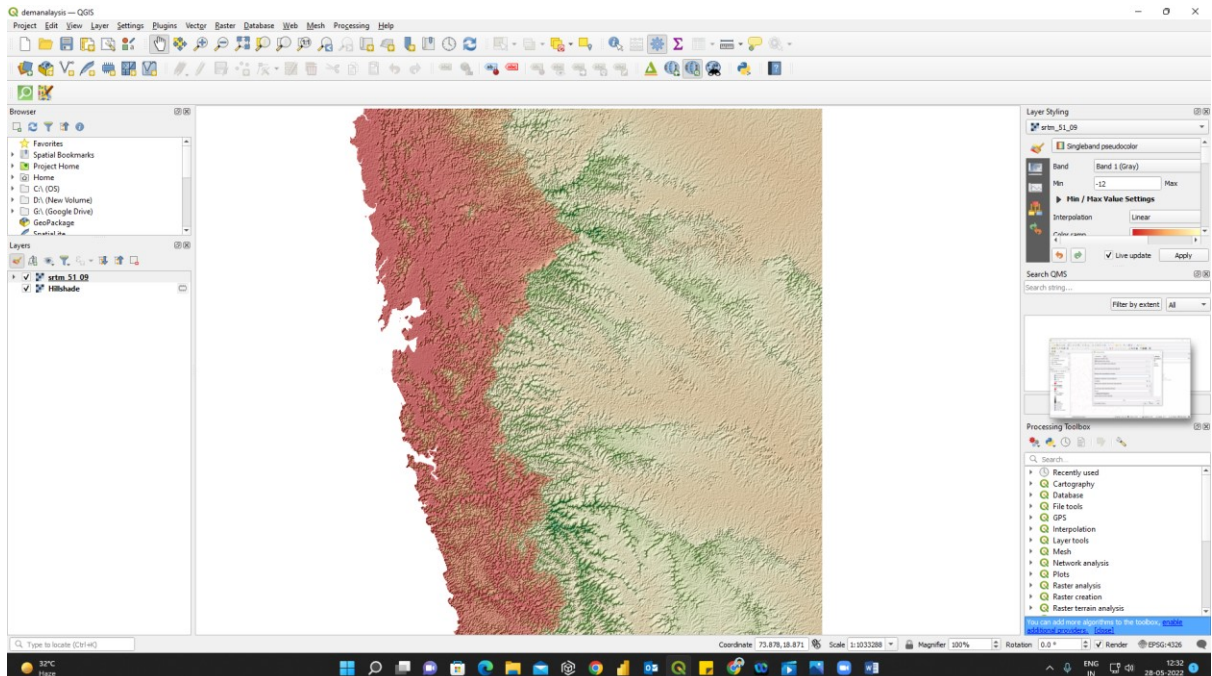 demanalaysis — QGIS
Project Edit View Layer Settings Plugins Vector Raster Database Web Mesh Processing Help
Browser
Favorites
Spatial Bookmarks
Project Home
Home
C:\ (OS)
D:\ (New Volume)
G:\ (Google Drive)
GeoPackage
SpatiaLite
Layers
srtm_51_09
Hillshade
Layer Styling
srtm_51_09
Singleband pseudocolor
Band Band 1 (Gray)
Min -12 Max
Min / Max Value Settings
Interpolation Linear
Color ramp
Live update Apply
Search QMS
Search string...
Filter by extent All
Processing Toolbox
Search...
Recently used
Cartography
Database
File tools
GPS
Interpolation
Layer tools
Mesh
Network analysis
Plots
Raster analysis
Raster creation
Raster terrain analysis
You can add more algorithms to the toolbox, enable
additional providers. [close]
Type to locate (Ctrl+K) Coordinate 73.878,18.871 Scale 1:1033288 Magnifier 100% Rotation 0.0 ° Render EPSG:4326
32°C
Haze
ENG
IN
12:32
28-05-2022